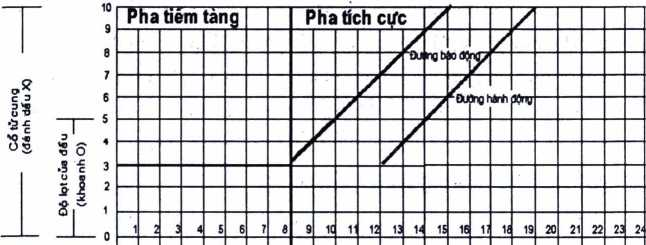 Pha tiềm tàng
Pha tích cực
Đường báo động
Đường hành động
Cổ tử cung
(đánh dấu X)
Độ lọt của đầu
(khoanh O)
10
9
8
7
6
5
4
3
2
1
0
1 2 3 4 5 6 7 8 9 10 11 12 13 14 15 16 17 18 19 20 21 22 23 24